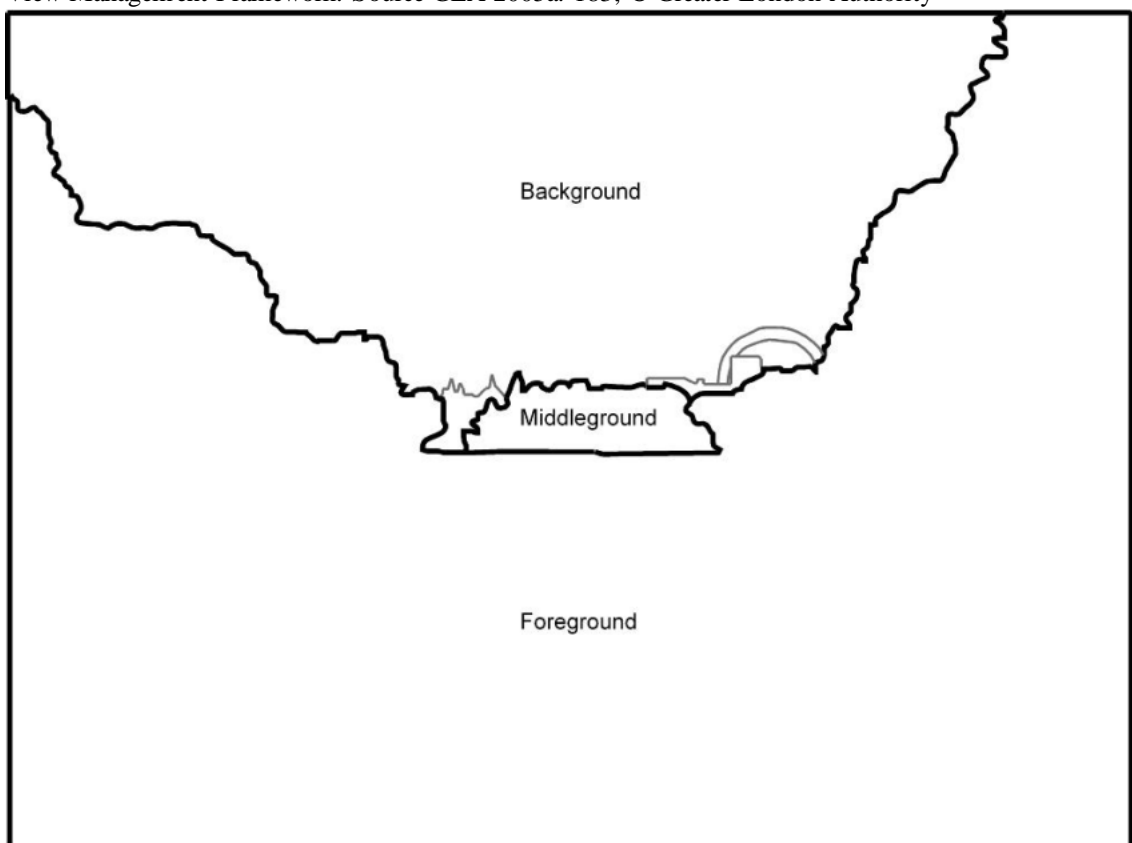 View Management Framework. Source GLA 2005a: 183, © Greater London Authority
Background
Middleground
Foreground